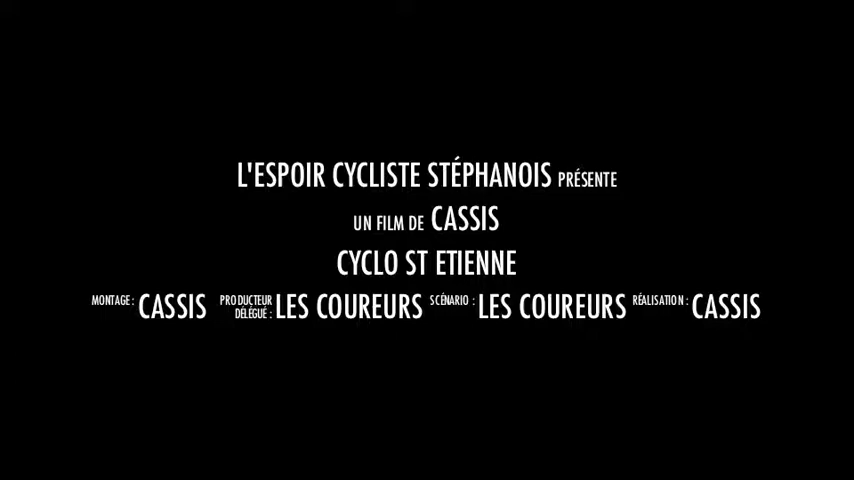 L'ESPOIR CYCLISTE STÉPHANOIS PRÉSENTE
UN FILM DE CASSIS
CYCLO ST ETIENNE
MONTAGE : CASSIS PRODUCTEUR DÉLÉGUÉ : LES COUREURS SCÉNARIO : LES COUREURS RÉALISATION : CASSIS